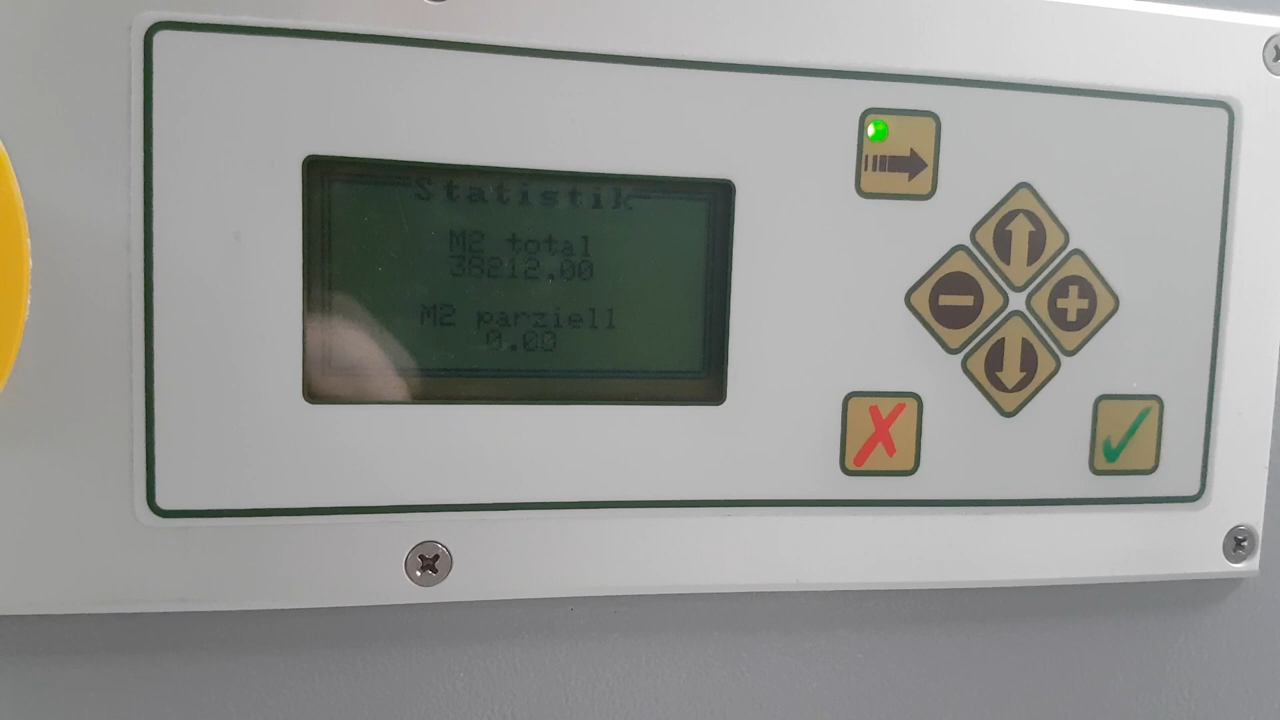 Statistik
M2 total
38212.00
M2 parziell
0.00